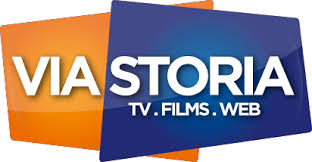 VIA STORIA
TV . FILMS . WEB